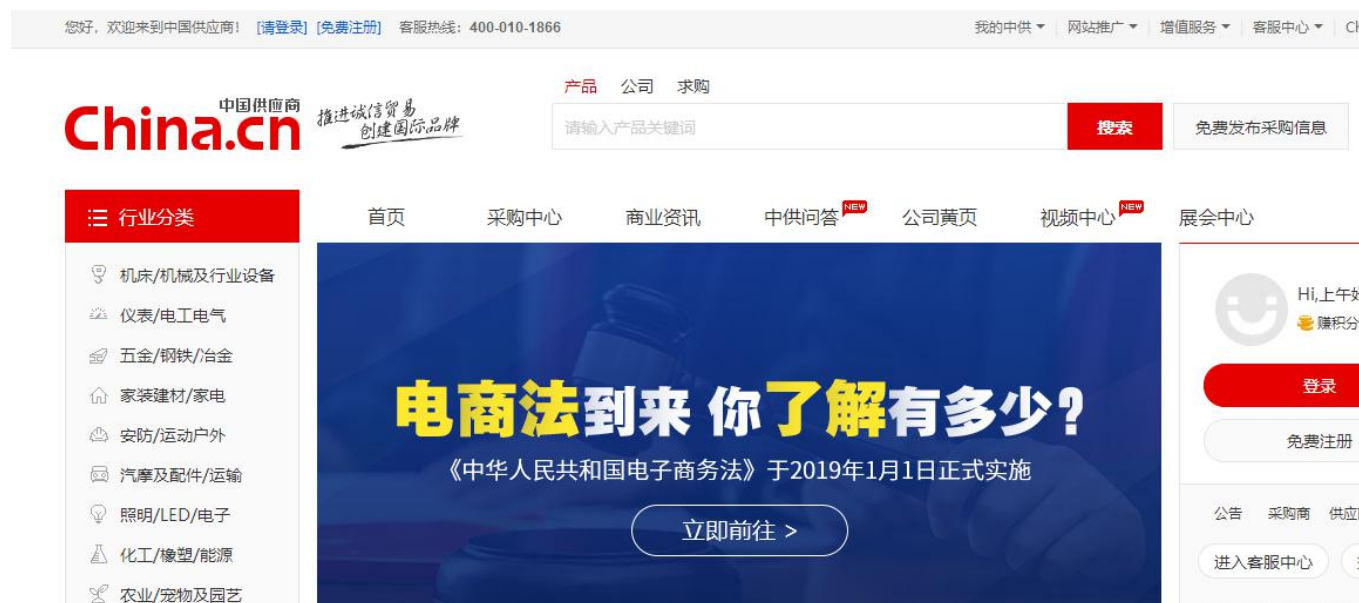 您好，欢迎来到中国供应商！ [请登录] [免费注册] 客服热线：400-010-1866
我的中供 网站推广 增值服务 客服中心
中国供应商
China.cn
推进诚信贸易
创建国际品牌
产品 公司 求购
请输入产品关键词
搜索
免费发布采购信息
行业分类
首页 采购中心 商业资讯 中供问答 NEW 公司黄页 视频中心 NEW 展会中心
机床/机械及行业设备
仪表/电工电气
五金/钢铁/冶金
家装建材/家电
安防/运动户外
汽摩及配件/运输
照明/LED/电子
化工/橡塑/能源
农业/宠物及园艺
电商法到来 你了解有多少?
《中华人民共和国电子商务法》于2019年1月1日正式实施
立即前往 >
Hi,上午
赚积分
登录
免费注册
公告 采购商 供应
进入客服中心